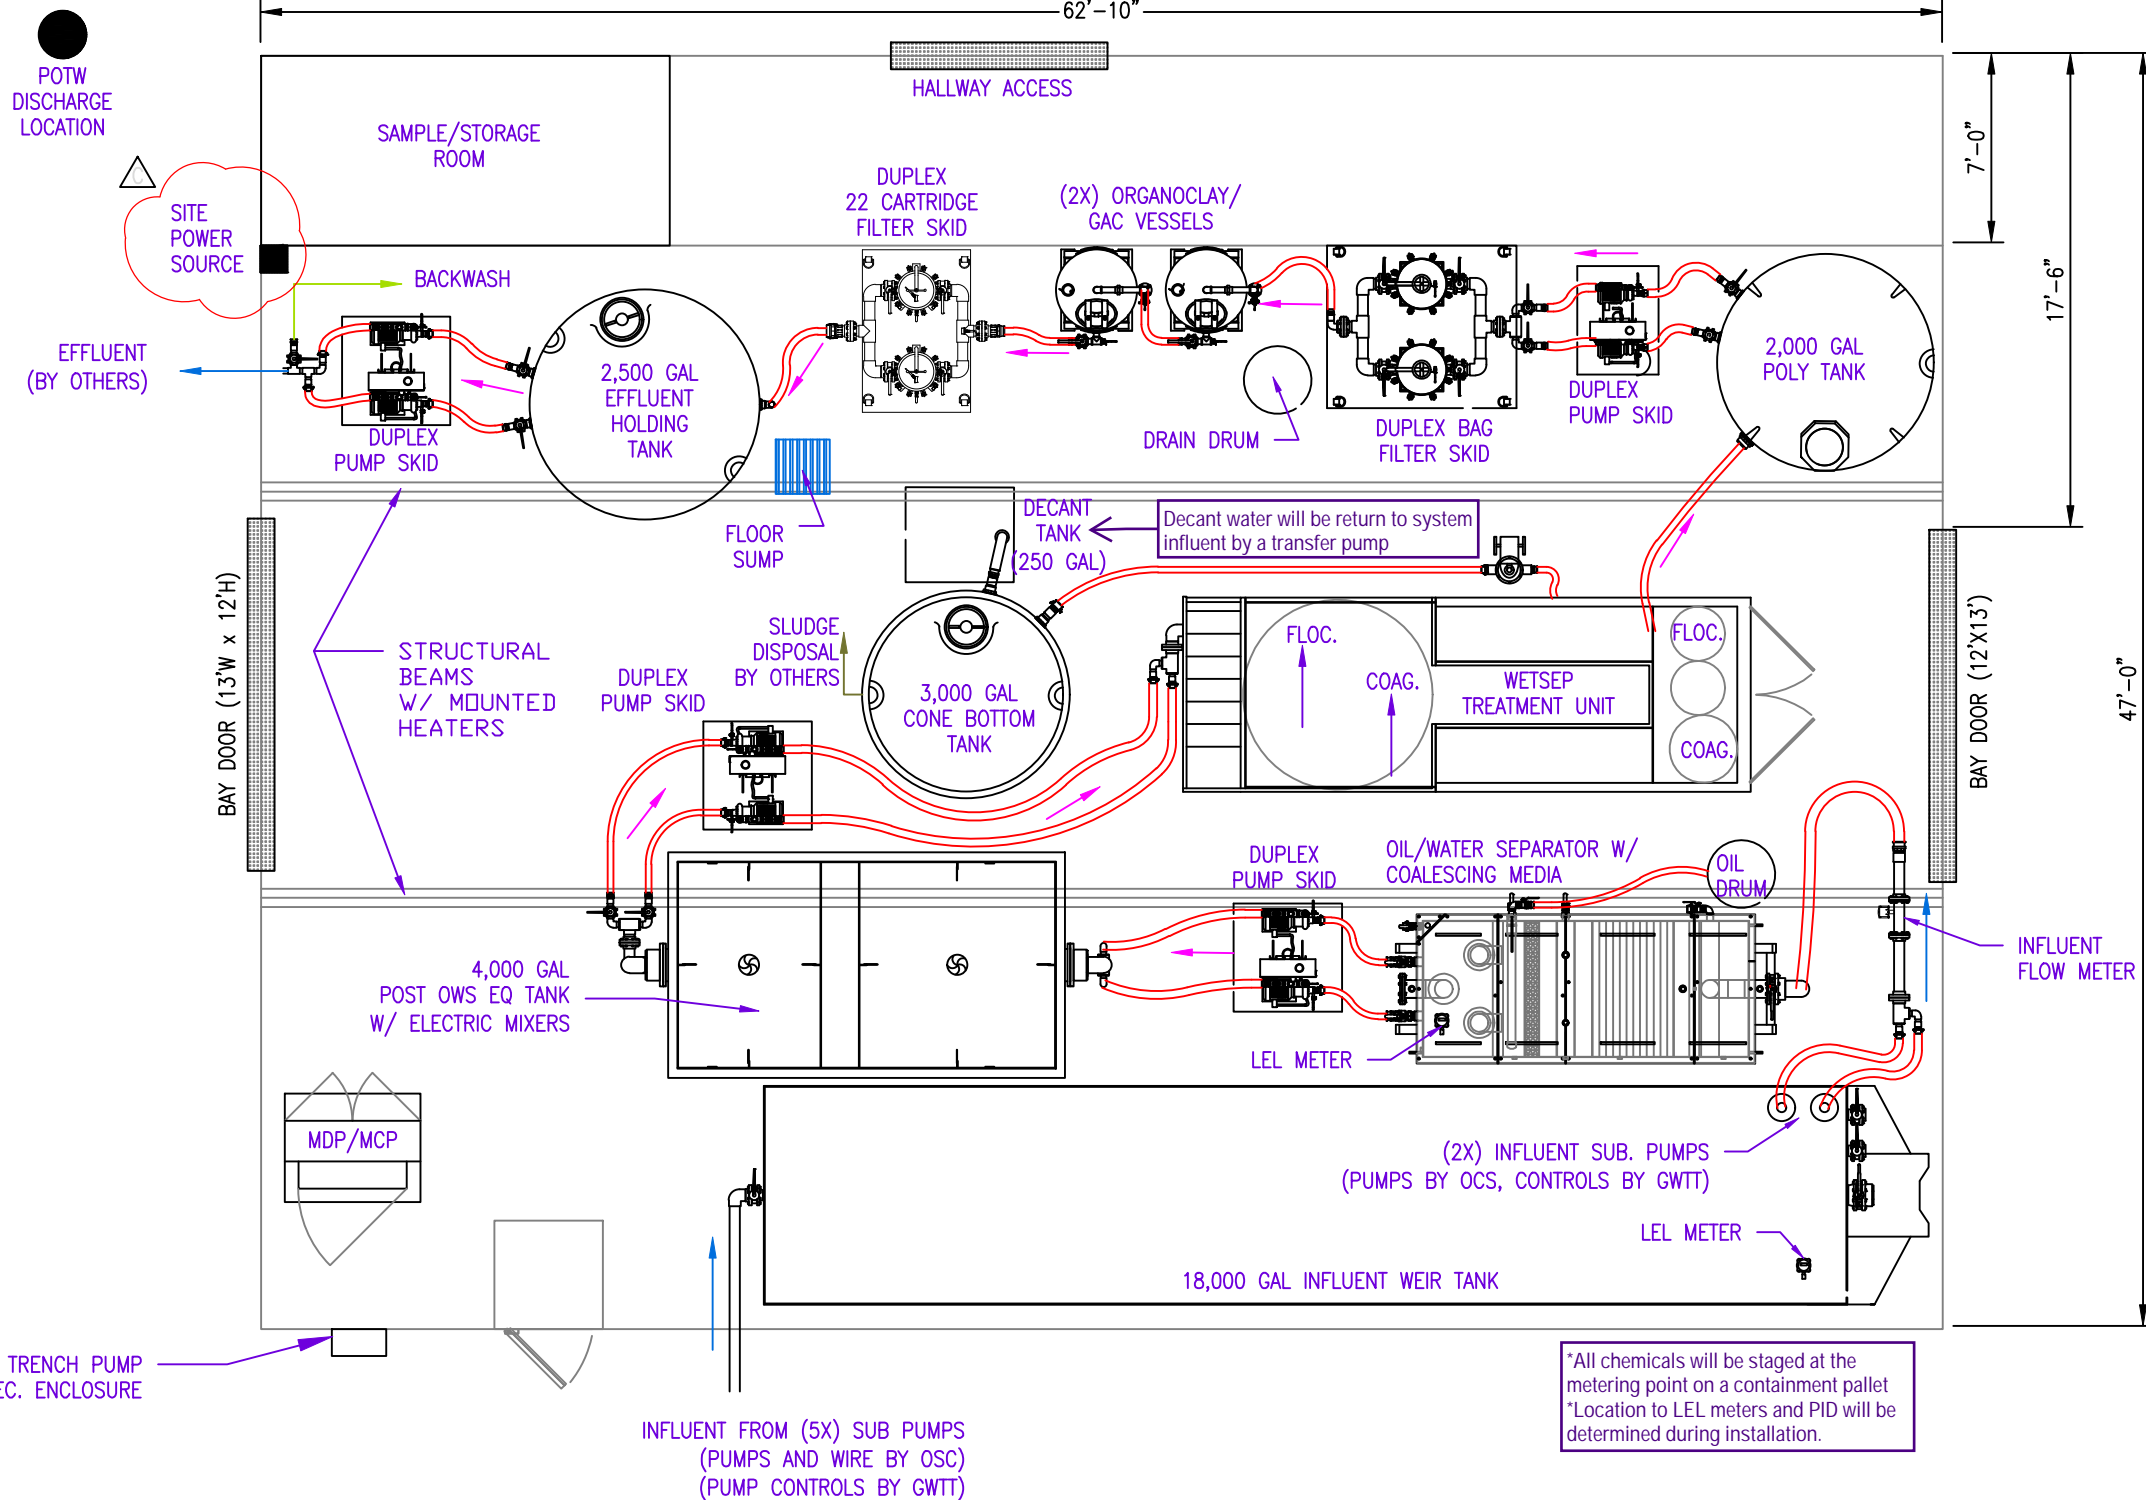 62'-10"
POTW
DISCHARGE
LOCATION
HALLWAY ACCESS
SAMPLE/STORAGE
ROOM
7'-0"
17'-6"
47'-0"
SITE
POWER
SOURCE
DUPLEX
22 CARTRIDGE
FILTER SKID
(2X) ORGANOCLAY/
GAC VESSELS
BACKWASH
EFFLUENT
(BY OTHERS)
DUPLEX
PUMP SKID
2,500 GAL
EFFLUENT
HOLDING
TANK
DRAIN DRUM
DUPLEX BAG
FILTER SKID
DUPLEX
PUMP SKID
2,000 GAL
POLY TANK
FLOOR
SUMP
DECANT
TANK
(250 GAL)
Decant water will be return to system
influent by a transfer pump
BAY DOOR (13'W x 12'H)
STRUCTURAL
BEAMS
W/ MOUNTED
HEATERS
SLUDGE
DISPOSAL
BY OTHERS
DUPLEX
PUMP SKID
3,000 GAL
CONE BOTTOM
TANK
FLOC.
COAG.
WETSEP
TREATMENT UNIT
FLOC.
COAG.
BAY DOOR (12'X13')
DUPLEX
PUMP SKID
OIL/WATER SEPARATOR W/
COALESCING MEDIA
OIL
DRUM
INFLUENT
FLOW METER
4,000 GAL
POST OWS EQ TANK
W/ ELECTRIC MIXERS
LEL METER
MDP/MCP
(2X) INFLUENT SUB. PUMPS
(PUMPS BY OCS, CONTROLS BY GWTT)
LEL METER
18,000 GAL INFLUENT WEIR TANK
TRENCH PUMP
EC. ENCLOSURE
*All chemicals will be staged at the
metering point on a containment pallet
*Location to LEL meters and PID will be
determined during installation.
INFLUENT FROM (5X) SUB PUMPS
(PUMPS AND WIRE BY OSC)
(PUMP CONTROLS BY GWTT)